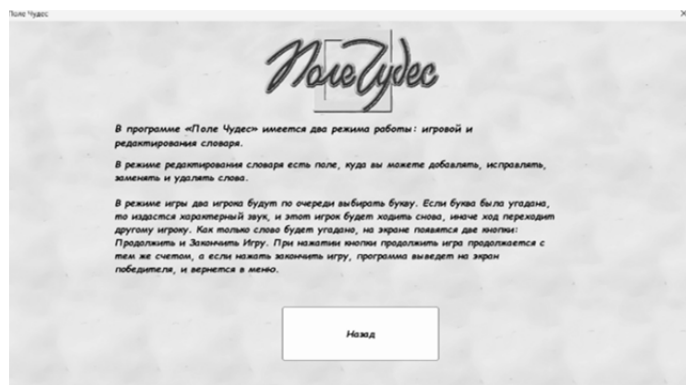 Поле Чудес
Поле Чудес
В программе «Поле Чудес» имеется два режима работы: игровой и
редактирования словаря.
В режиме редактирования словаря есть поле, куда вы можете добавлять, исправлять,
заменять и удалять слова.
В режиме игры два игрока будут по очереди выбирать букву. Если буква была угадана,
то издастся характерный звук, и этот игрок будет ходить снова, иначе ход переходит
другому игроку. Как только слово будет угадано, на экране появятся две кнопки:
Продолжить и Закончить Игру. При нажатии кнопки продолжить игра продолжается с
тем же счетом, а если нажать закончить игру, программа выведет на экран
победителя, и вернется в меню.
Назад